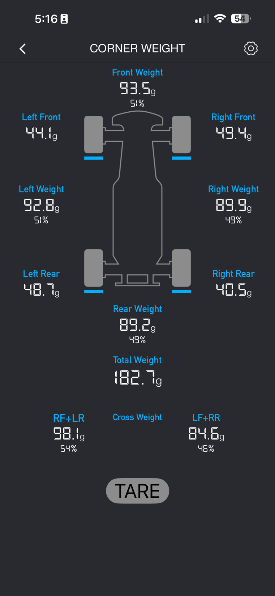 5:16 54
CORNER WEIGHT
Front Weight
93.5g
51%
Left Front Right Front
44.1g 49.4g
Left Weight Right Weight
92.8g 89.9g
51% 49%
Left Rear Right Rear
48.7g 40.5g
Rear Weight
89.2g
49%
Total Weight
182.7g
RF+LR Cross Weight LF+RR
98.1g 84.6g
54% 46%
TARE